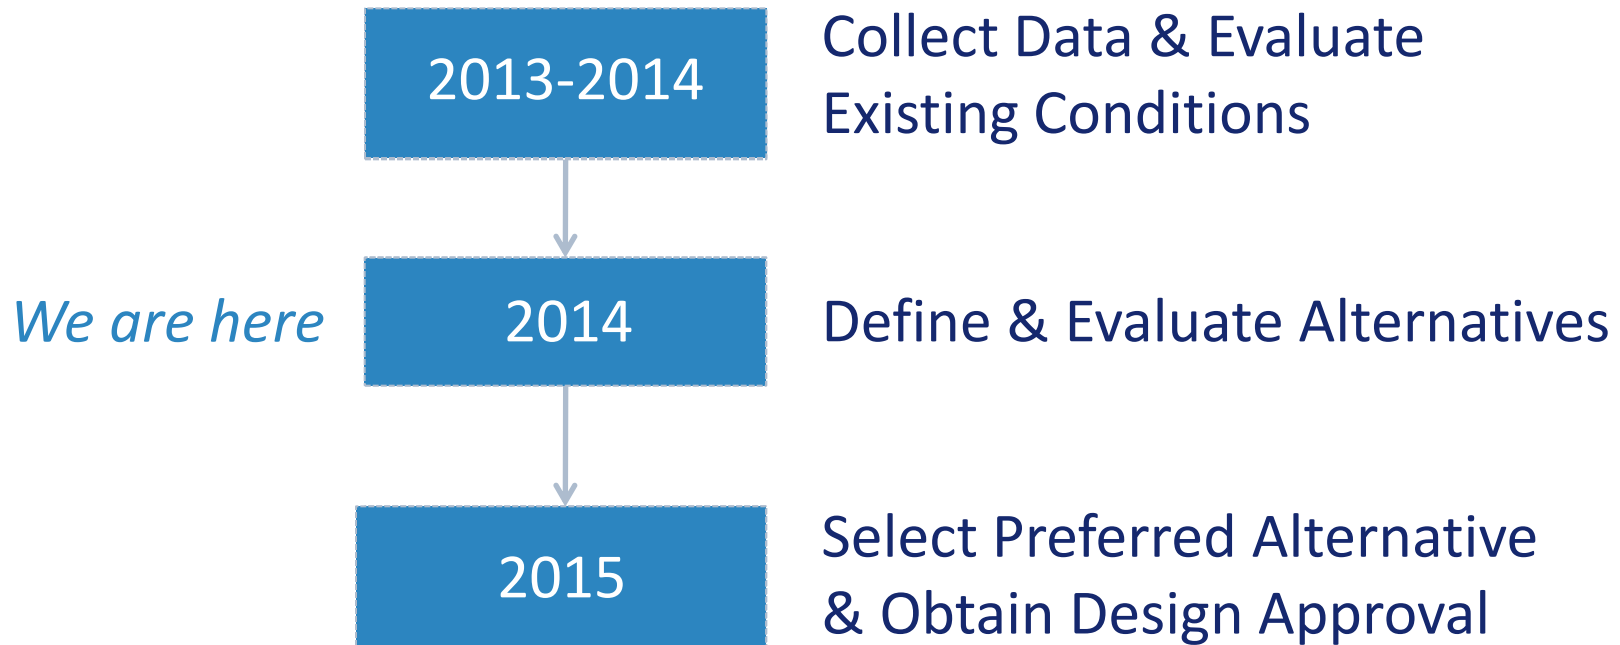 2013-2014
Collect Data & Evaluate
Existing Conditions
We are here
2014
Define & Evaluate Alternatives
2015
Select Preferred Alternative
& Obtain Design Approval